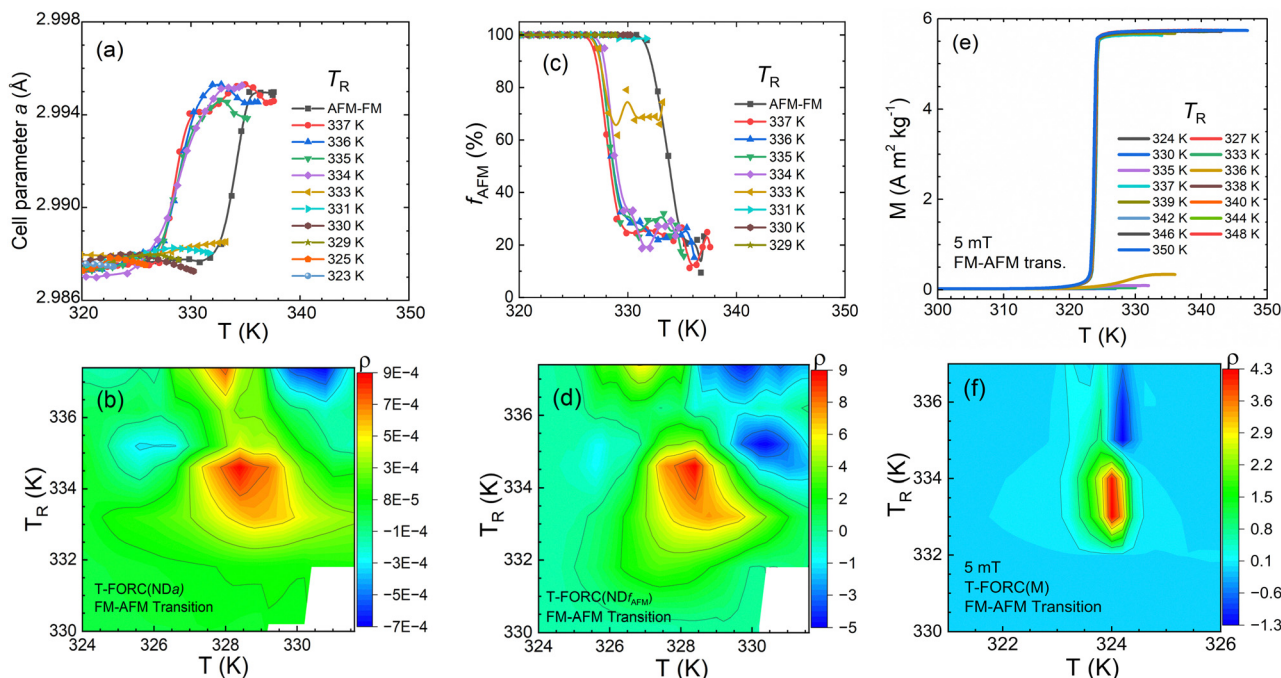 (a)
Cell parameter a (Å)
2.998
2.994
2.990
2.986
320
330
340
350
T (K)
T_R
AFM-FM
337 K
336 K
335 K
334 K
333 K
331 K
330 K
329 K
325 K
323 K
(c)
f_AFM (%)
100
80
60
40
20
0
320
330
340
350
T (K)
T_R
AFM-FM
337 K
336 K
335 K
334 K
333 K
331 K
330 K
329 K
(e)
M (A m² kg⁻¹)
6
4
2
0
300
310
320
330
340
350
T (K)
T_R
324 K 327 K
330 K 333 K
335 K 336 K
337 K 338 K
339 K 340 K
342 K 344 K
346 K 348 K
350 K
5 mT
FM-AFM trans.
(b)
T_R (K)
336
334
332
330
324
326
328
330
T (K)
T-FORC(NDa)
FM-AFM Transition
ρ
9E−4
7E−4
5E−4
3E−4
8E−5
−1E−4
−3E−4
−5E−4
−7E−4
(d)
T_R (K)
336
334
332
330
324
326
328
330
T (K)
T-FORC(NDf_AFM)
FM-AFM Transition
ρ
9
8
6
4
2
0
−2
−4
−5
(f)
T_R (K)
336
334
332
330
322
324
326
T (K)
5 mT
T-FORC(M)
FM-AFM Transition
ρ
4.3
3.6
2.9
2.2
1.5
0.1
−0.6
−1.3